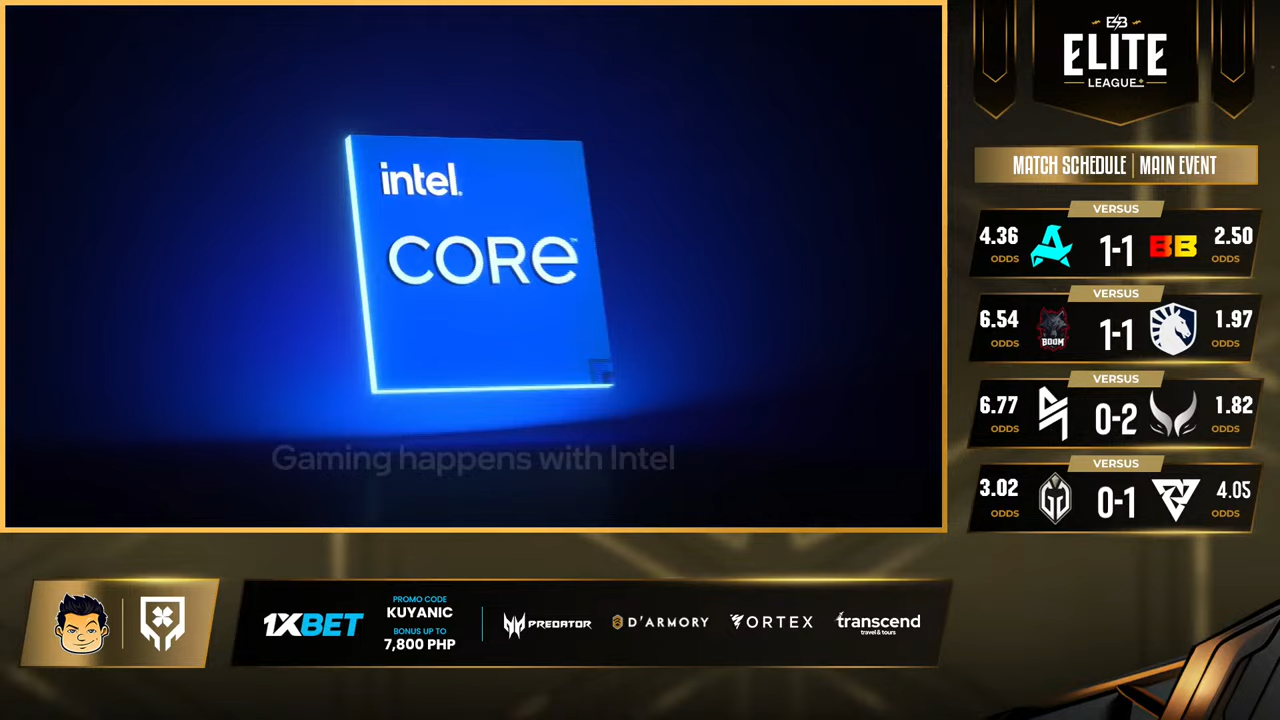 intel.
CORE™
Gaming happens with Intel
ESB
ELITE
LEAGUE
MATCH SCHEDULE | MAIN EVENT
VERSUS
4.36
ODDS
1-1
BB
2.50
ODDS
VERSUS
6.54
ODDS
BOOM
1-1
1.97
ODDS
VERSUS
6.77
ODDS
0-2
1.82
ODDS
VERSUS
3.02
ODDS
0-1
4.05
ODDS
1XBET
PROMO CODE
KUYANIC
BONUS UP TO
7,800 PHP
PREDATOR
D'ARMORY
VORTEX
transcend
travel & tours